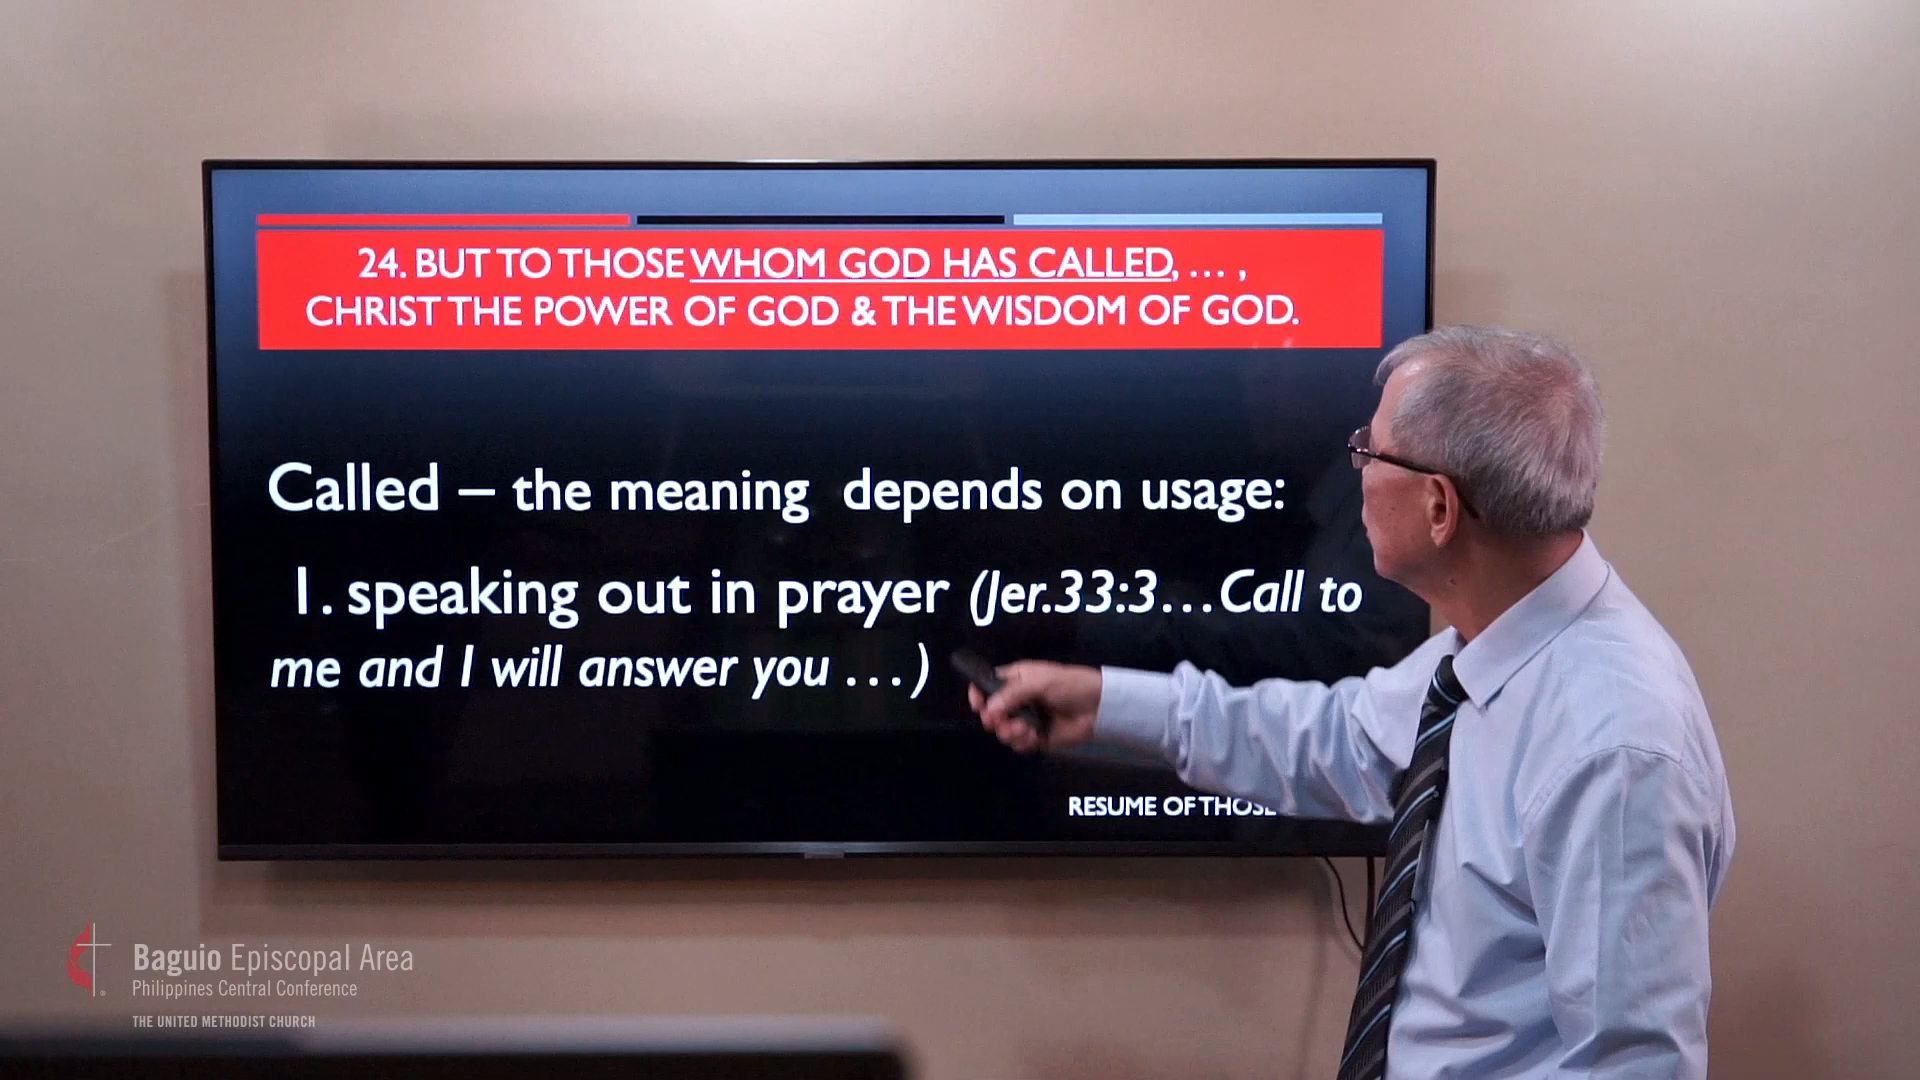 24. BUT TO THOSE WHOM GOD HAS CALLED, ... ,
CHRIST THE POWER OF GOD & THE WISDOM OF GOD.
Called – the meaning depends on usage:
1. speaking out in prayer (Jer.33:3...Call to
me and I will answer you ...)
RESUME OF THOSE
Baguio Episcopal Area
Philippines Central Conference
THE UNITED METHODIST CHURCH